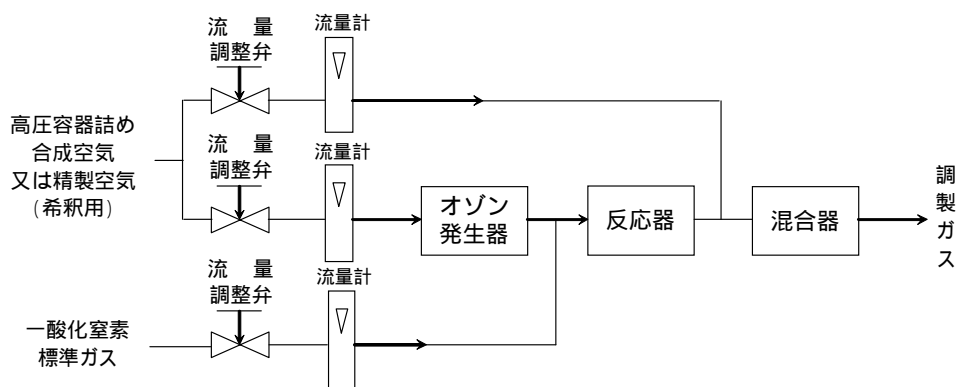 流　量
調整弁
流量計
高圧容器詰め
合成空気
又は精製空気
(希釈用)
流　量
調整弁
流量計
オゾン
発生器
反応器
混合器
調製ガス
流　量
調整弁
流量計
一酸化窒素
標準ガス